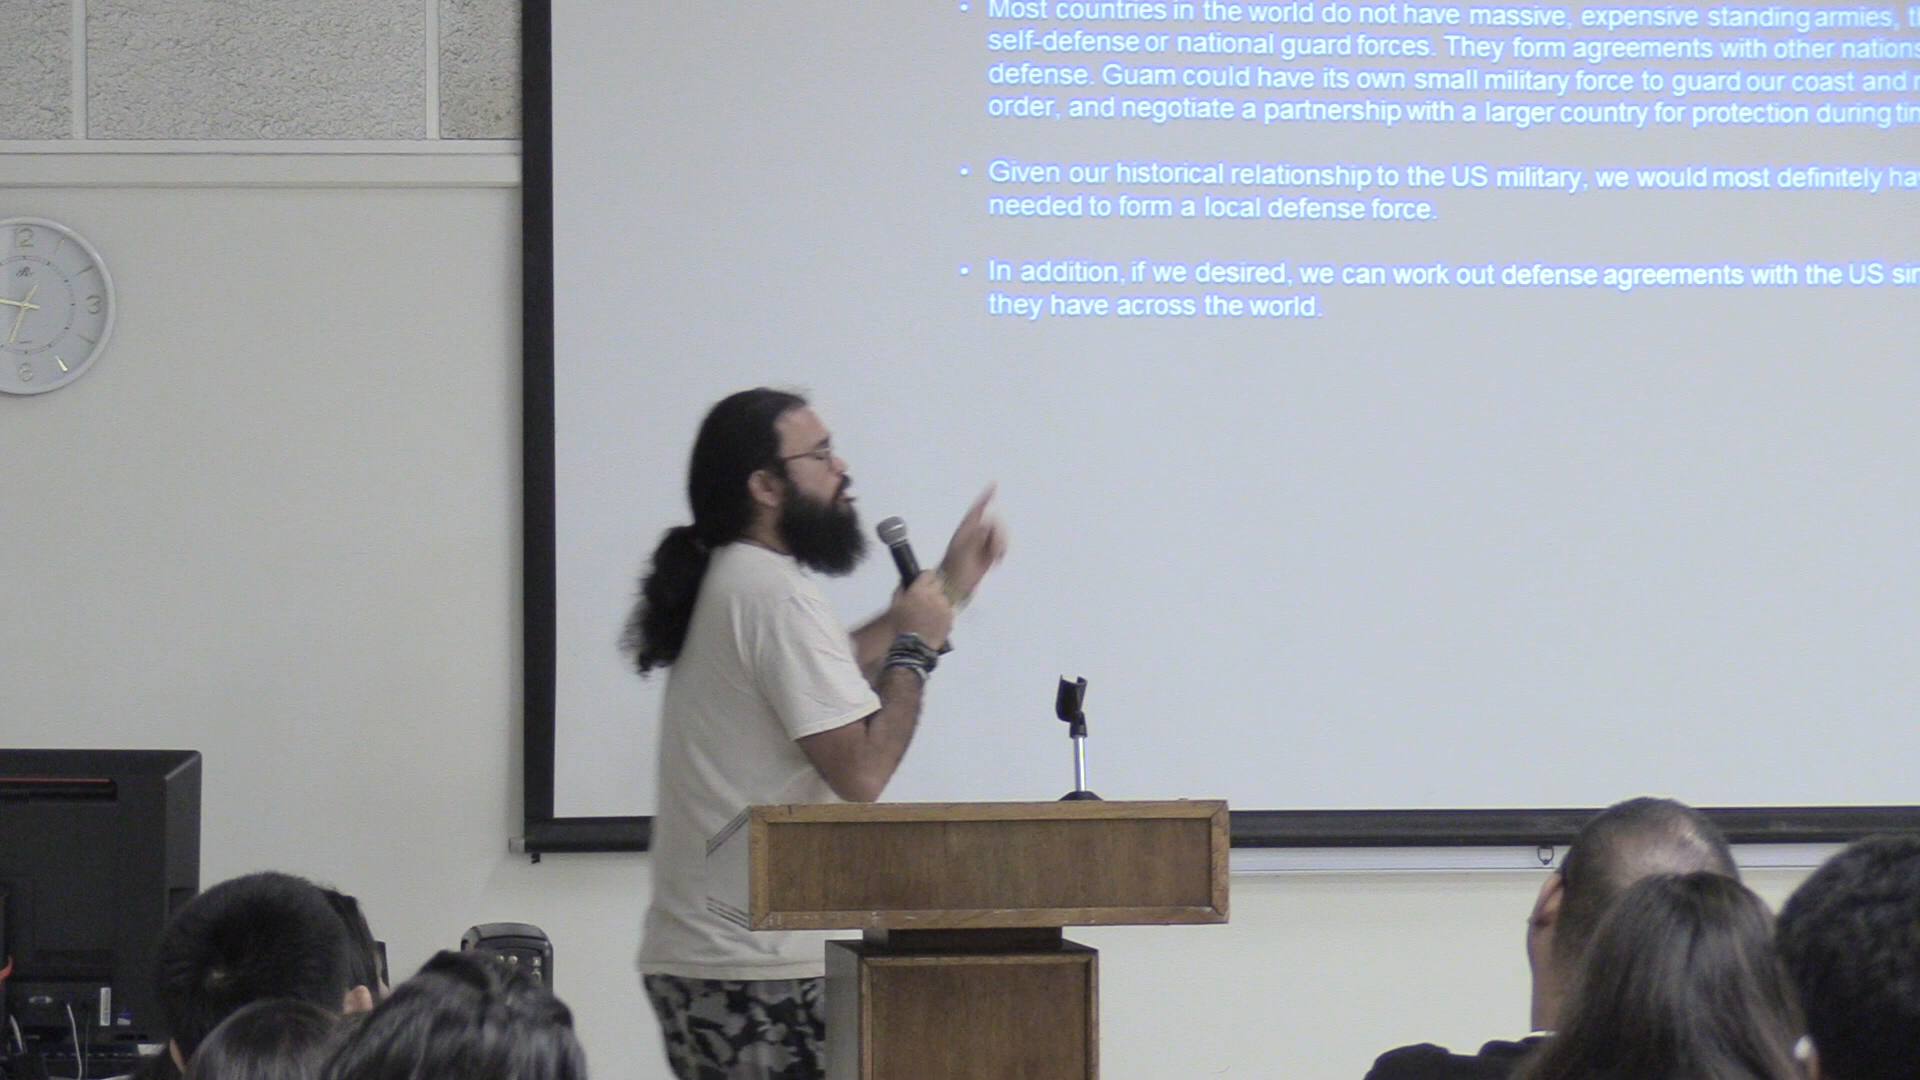 12
3
6
• Most countries in the world do not have massive, expensive standing armies,
self-defense or national guard forces. They form agreements with other nations
defense. Guam could have its own small military force to guard our coast and
order, and negotiate a partnership with a larger country for protection during
• Given our historical relationship to the US military, we would most definitely
needed to form a local defense force.
• In addition, if we desired, we can work out defense agreements with the US
they have across the world.